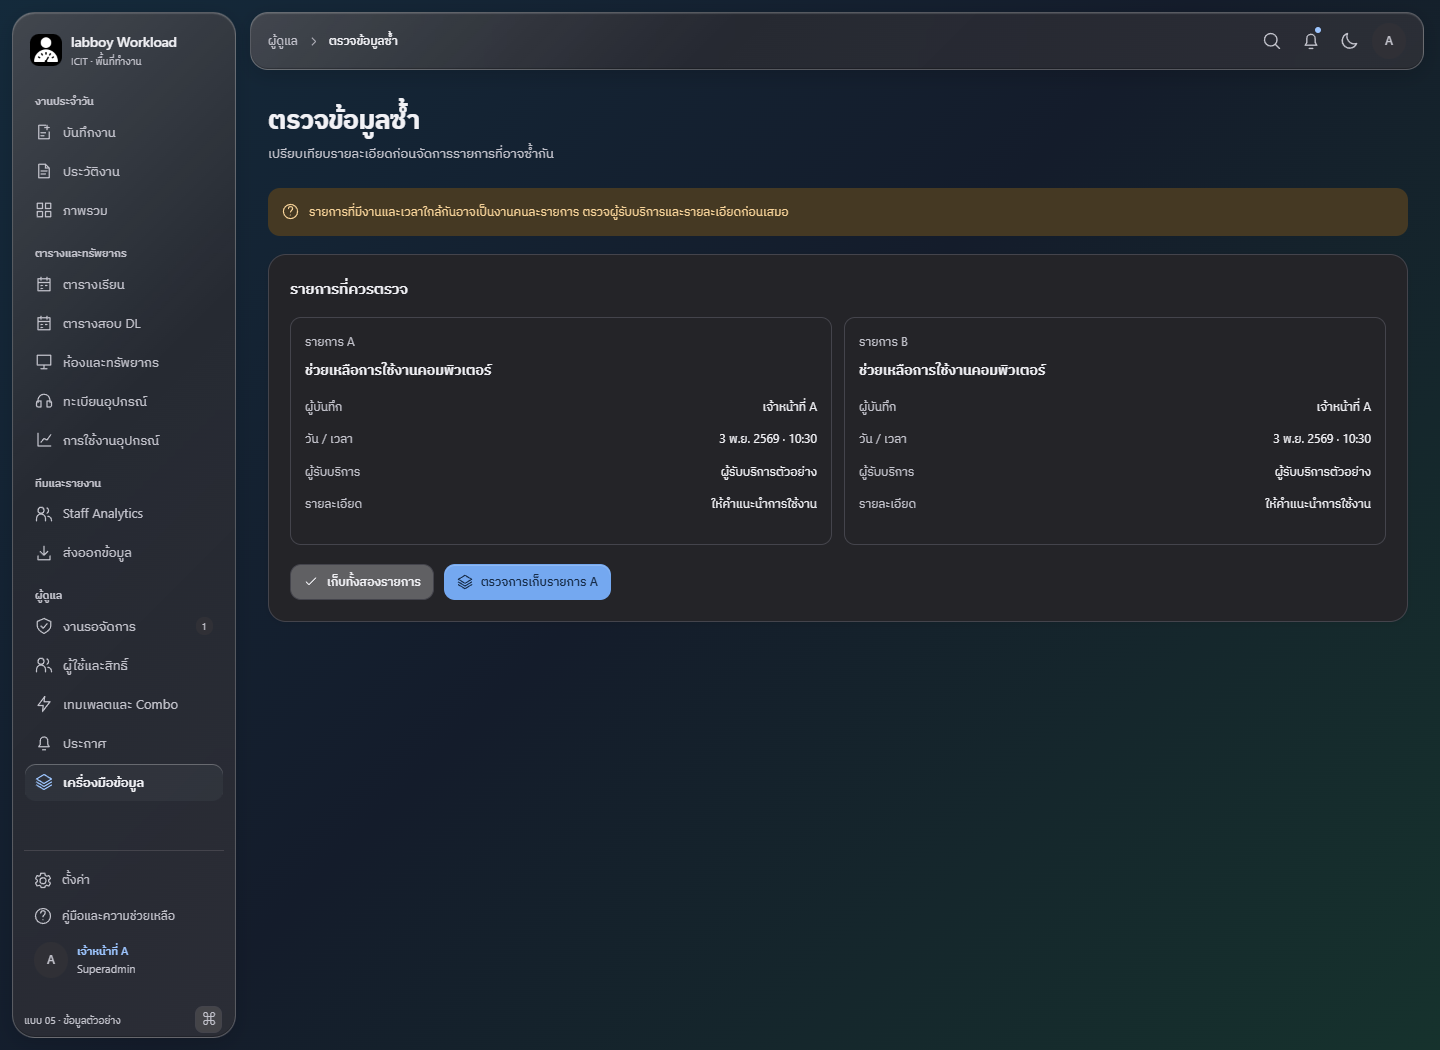 labboy Workload
ICIT · พื้นที่ทำงาน
งานประจำวัน
บันทึกงาน
ประวัติงาน
ภาพรวม
ตารางและทรัพยากร
ตารางเรียน
ตารางสอบ DL
ห้องและทรัพยากร
ทะเบียนอุปกรณ์
การใช้งานอุปกรณ์
ทีมและรายงาน
Staff Analytics
ส่งออกข้อมูล
ผู้ดูแล
งานรอจัดการ 1
ผู้ใช้และสิทธิ์
เทมเพลตและ Combo
ประกาศ
เครื่องมือข้อมูล
ตั้งค่า
คู่มือและความช่วยเหลือ
A
เจ้าหน้าที่ A
Superadmin
แบบ 05 · ข้อมูลตัวอย่าง
ผู้ดูแล > ตรวจข้อมูลซ้ำ
A
ตรวจข้อมูลซ้ำ
เปรียบเทียบรายละเอียดก่อนจัดการรายการที่อาจซ้ำกัน
รายการที่มีงานและเวลาใกล้กันอาจเป็นงานคนละรายการ ตรวจผู้รับบริการและรายละเอียดก่อนเสมอ
รายการที่ควรตรวจ
รายการ A
ช่วยเหลือการใช้งานคอมพิวเตอร์
ผู้บันทึก เจ้าหน้าที่ A
วัน / เวลา 3 พ.ย. 2569 · 10:30
ผู้รับบริการ ผู้รับบริการตัวอย่าง
รายละเอียด ให้คำแนะนำการใช้งาน
รายการ B
ช่วยเหลือการใช้งานคอมพิวเตอร์
ผู้บันทึก เจ้าหน้าที่ A
วัน / เวลา 3 พ.ย. 2569 · 10:30
ผู้รับบริการ ผู้รับบริการตัวอย่าง
รายละเอียด ให้คำแนะนำการใช้งาน
เก็บทั้งสองรายการ
ตรวจการเก็บรายการ A